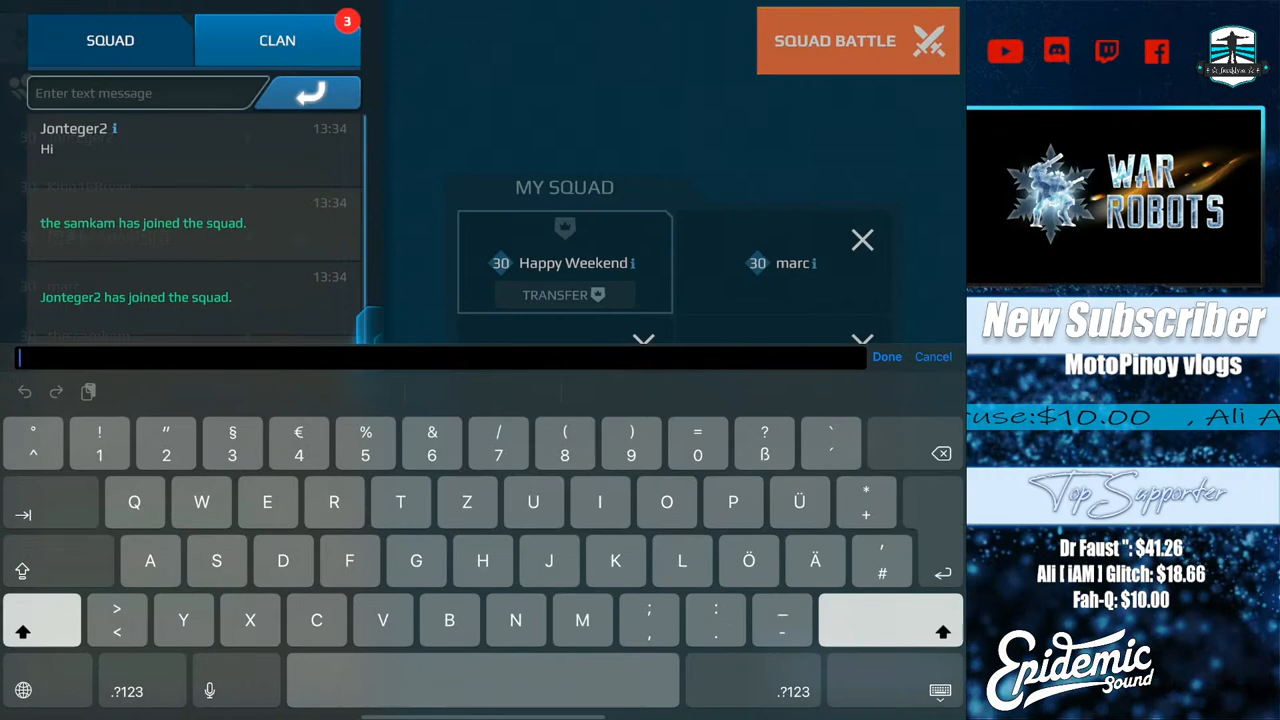 SQUAD
CLAN
3
SQUAD BATTLE
Enter text message
Jonteger2 i
13:34
Hi
13:34
the samkam has joined the squad.
13:34
Jonteger2 has joined the squad.
MY SQUAD
30 Happy Weekend i
TRANSFER
30 marc i
Done
Cancel
° ! " § € % & / ( ) = ? `
^ 1 2 3 4 5 6 7 8 9 0 ß ´
Q W E R T Z U I O P Ü * +
A S D F G H J K L Ö Ä ' #
> < Y X C V B N M ; , : . _ -
.?123
.?123
WAR
ROBOTS
New Subscriber
MotoPinoy vlogs
ruse:$10.00 , Ali A
Top Supporter
Dr Faust ": $41.26
Ali [ iAM ] Glitch: $18.66
Fah-Q: $10.00
Epidemic
Sound